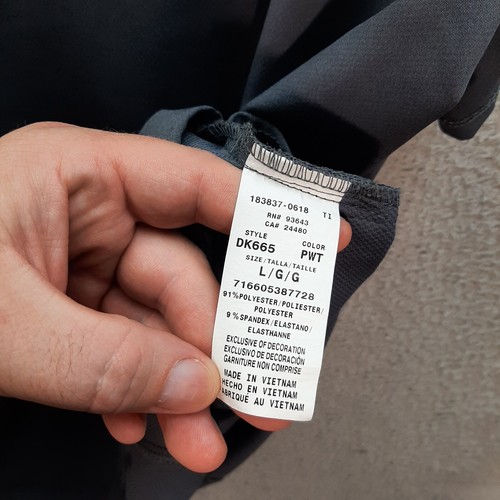 183837-0618 T1
RN# 93643
CA# 24480
STYLE COLOR
DK665 PWT
SIZE/TALLA/TAILLE
L/G/G
716605387728
91%POLYESTER/POLIESTER/
POLYESTER
9%SPANDEX/ELASTANO/
ELASTHANNE
EXCLUSIVE OF DECORATION
EXCLUSIVO DE DECORACIÓN
GARNITURE NON COMPRISE
MADE IN VIETNAM
HECHO EN VIETNAM
FABRIQUÉ AU VIETNAM